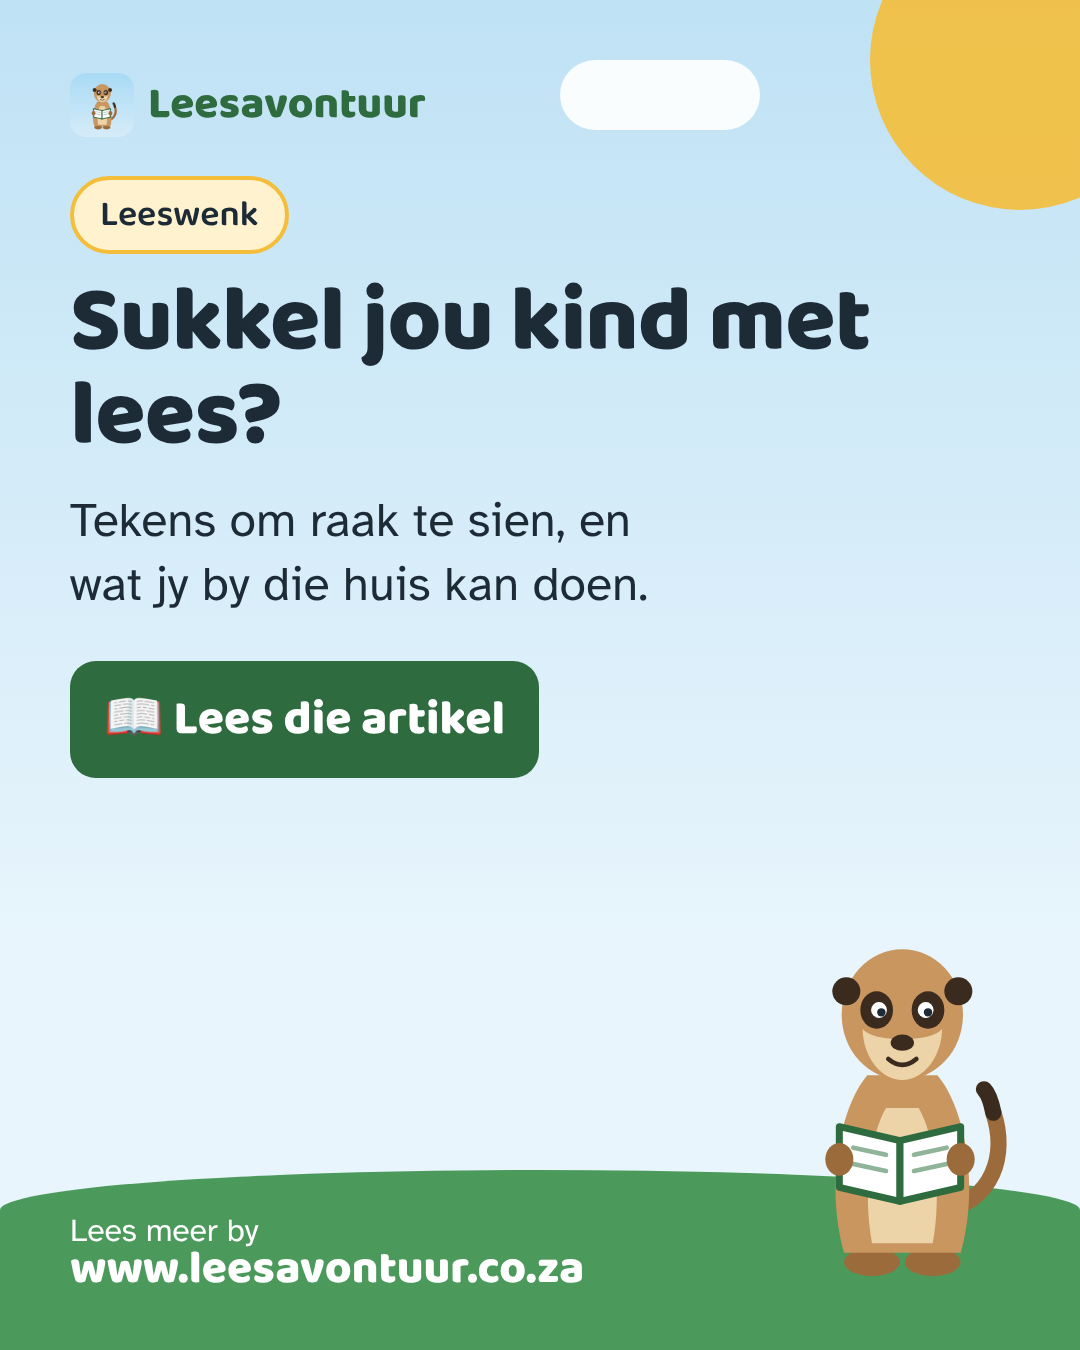 Leesavontuur
Leeswenk
Sukkel jou kind met
lees?
Tekens om raak te sien, en
wat jy by die huis kan doen.
📖 Lees die artikel
Lees meer by
www.leesavontuur.co.za